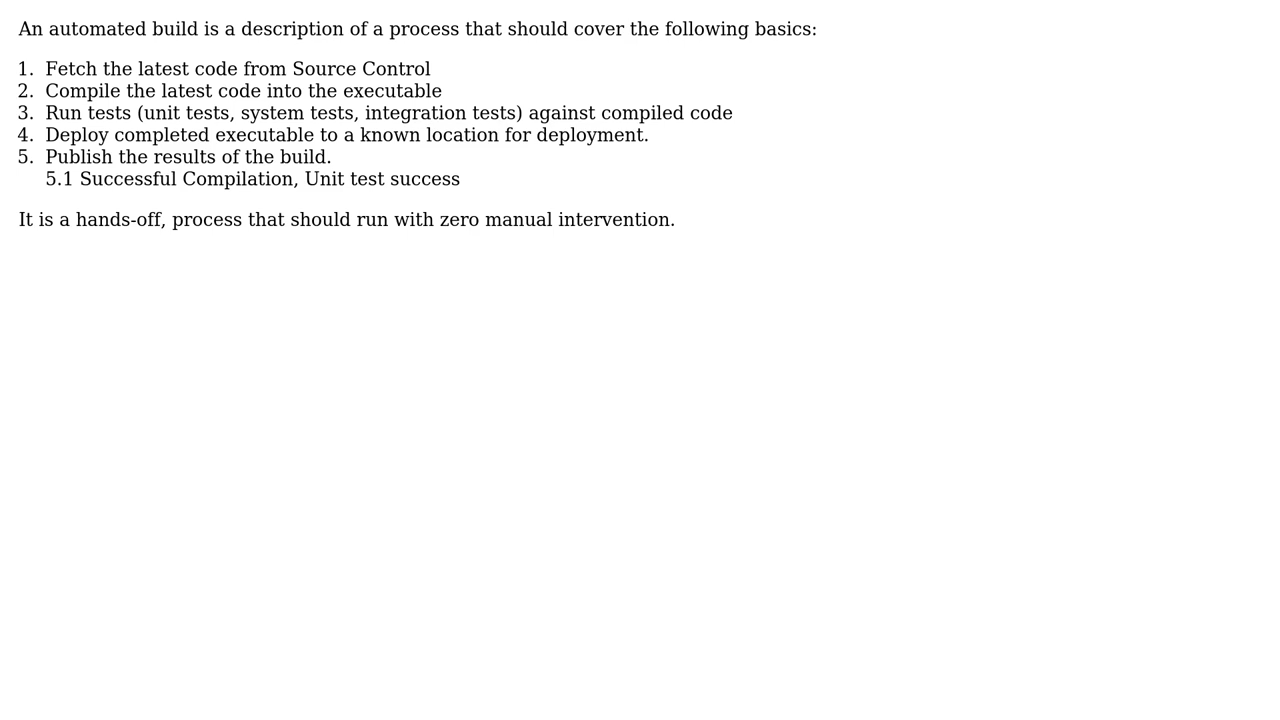 An automated build is a description of a process that should cover the following basics:
1. Fetch the latest code from Source Control
2. Compile the latest code into the executable
3. Run tests (unit tests, system tests, integration tests) against compiled code
4. Deploy completed executable to a known location for deployment.
5. Publish the results of the build.
5.1 Successful Compilation, Unit test success
It is a hands-off, process that should run with zero manual intervention.